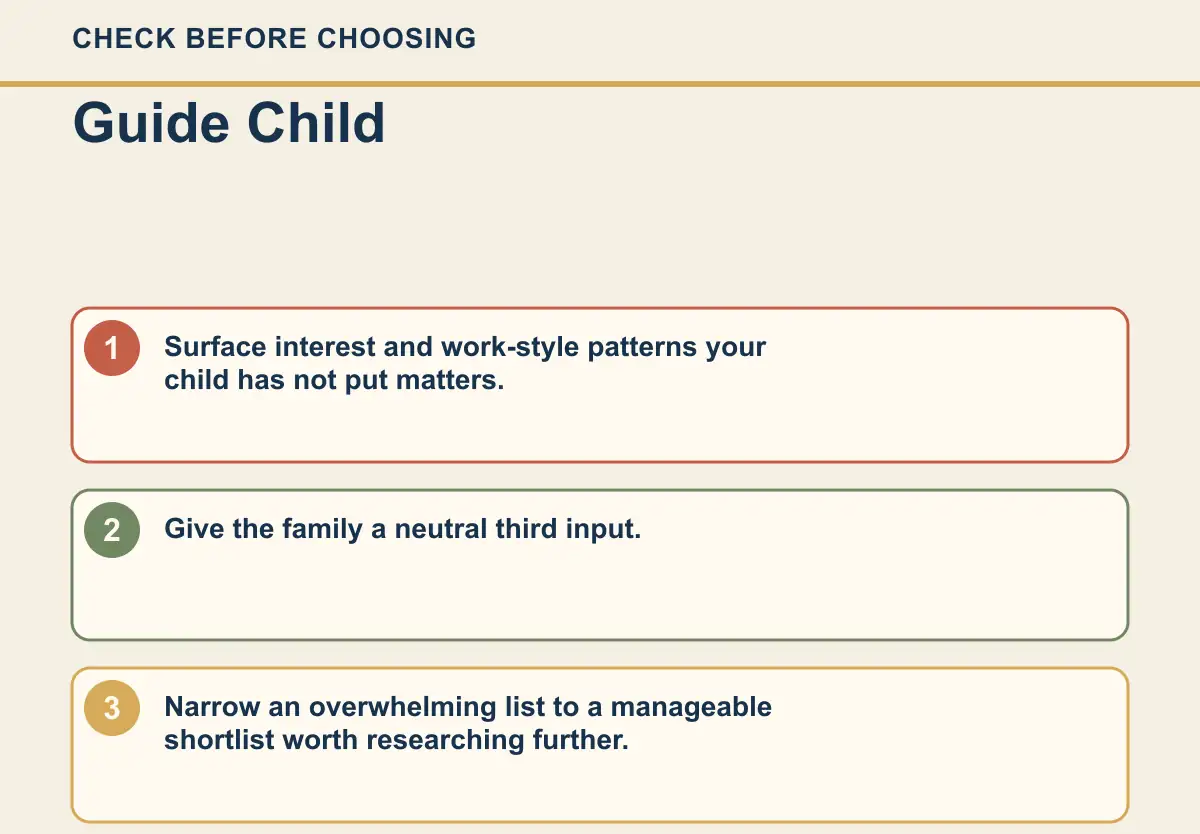 CHECK BEFORE CHOOSING
Guide Child
1
Surface interest and work-style patterns your
child has not put matters.
2
Give the family a neutral third input.
3
Narrow an overwhelming list to a manageable
shortlist worth researching further.